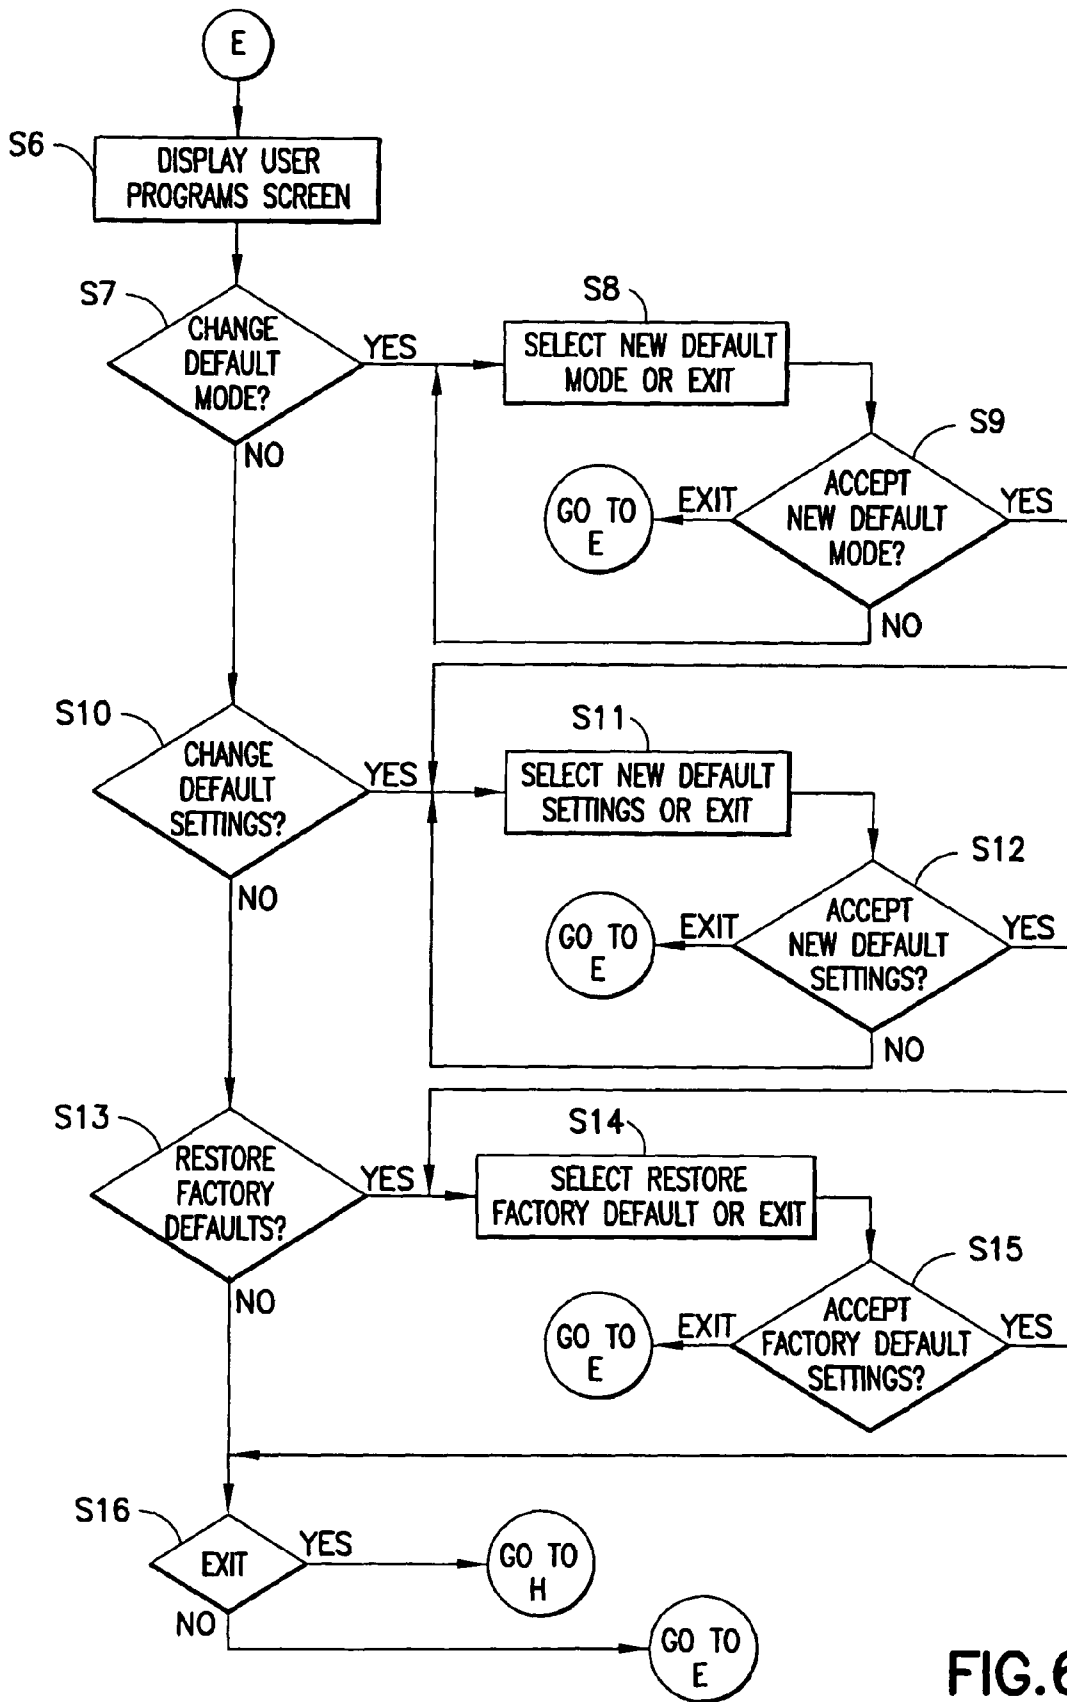 E
S6
DISPLAY USER
PROGRAMS SCREEN
S7
CHANGE
DEFAULT
MODE?
YES
NO
S8
SELECT NEW DEFAULT
MODE OR EXIT
S9
ACCEPT
NEW DEFAULT
MODE?
EXIT
YES
NO
GO TO
E
S10
CHANGE
DEFAULT
SETTINGS?
YES
NO
S11
SELECT NEW DEFAULT
SETTINGS OR EXIT
S12
ACCEPT
NEW DEFAULT
SETTINGS?
EXIT
YES
NO
GO TO
E
S13
RESTORE
FACTORY
DEFAULTS?
YES
NO
S14
SELECT RESTORE
FACTORY DEFAULT OR EXIT
S15
ACCEPT
FACTORY DEFAULT
SETTINGS?
EXIT
YES
GO TO
E
S16
EXIT
YES
GO TO
H
NO
GO TO
E
FIG.6